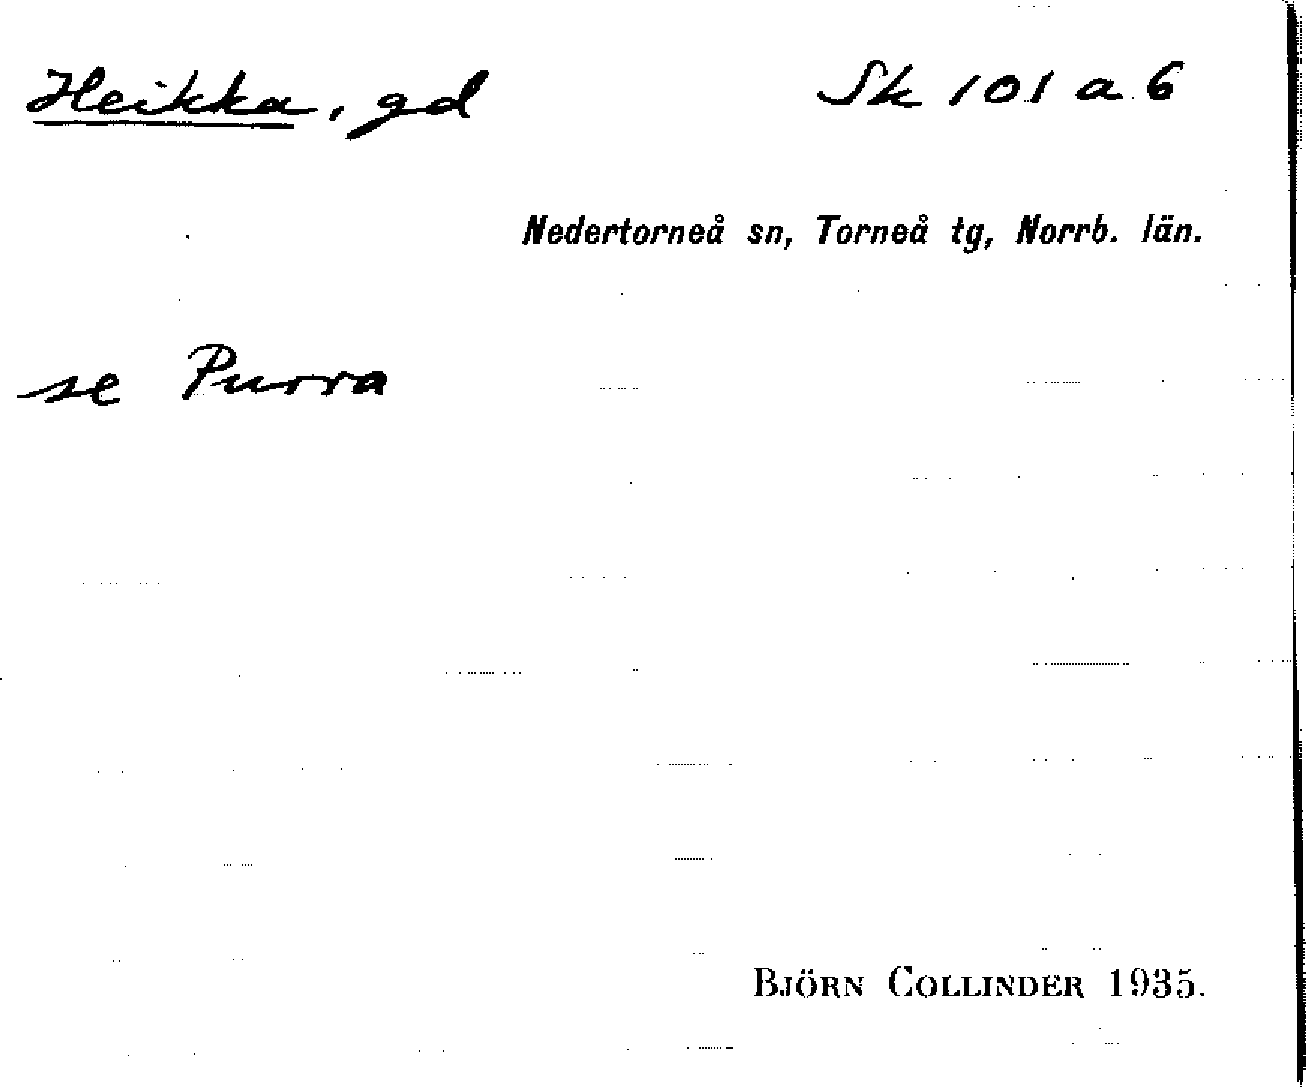 Heikka, gd Sk 101 a 6
Nedertorneå sn, Torneå tg, Norrb. län.
se Purra
BJÖRN COLLINDER 1935.